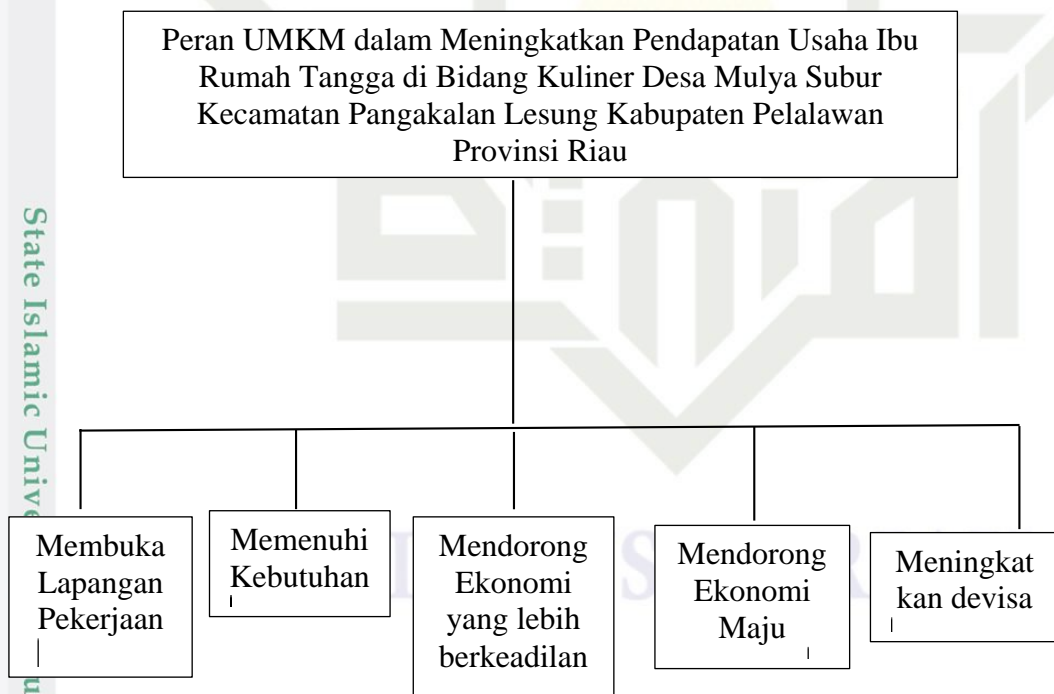 Peran UMKM dalam Meningkatkan Pendapatan Usaha Ibu
Rumah Tangga di Bidang Kuliner Desa Mulya Subur
Kecamatan Pangakalan Lesung Kabupaten Pelalawan
Provinsi Riau
State Islamic
Membuka
Lapangan
Pekerjaan
Memenuhi
Kebutuhan
Mendorong
Ekonomi
yang lebih
berkeadilan
Mendorong
Ekonomi
Maju
Meningkat
kan devisa